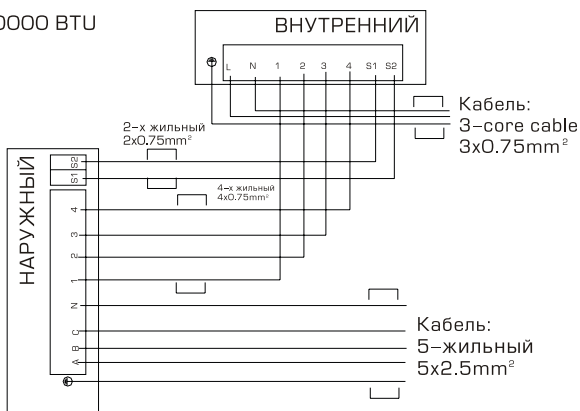 0000 BTU
ВНУТРЕННИЙ
L N 1 2 3 4 S1 S2
Кабель:
3-core cable
3x0.75mm²
2-х жильный
2x0.75mm²
4-х жильный
4x0.75mm²
НАРУЖНЫЙ
S2
S1
4
3
2
1
N
C
B
A
Кабель:
5-жильный
5x2.5mm²